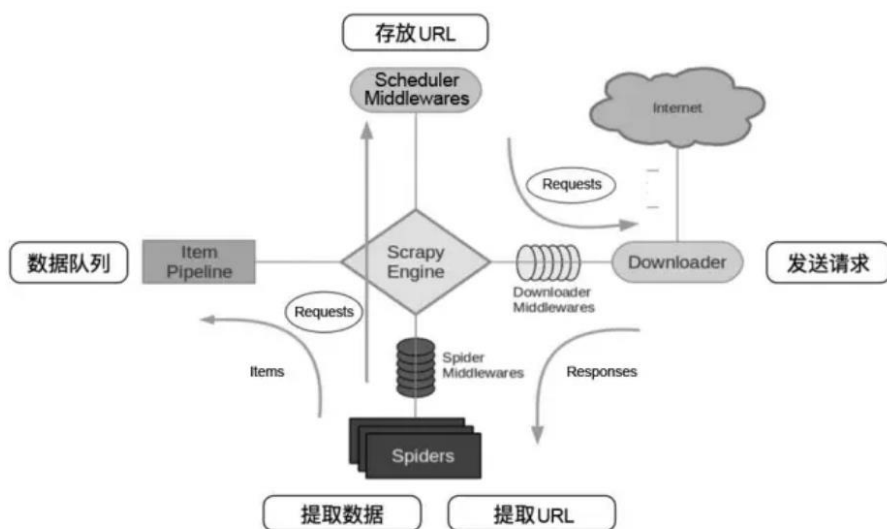 存放URL
Scheduler
Middlewares
Internet
Requests
数据队列
Item
Pipeline
Scrapy
Engine
Downloader
发送请求
Downloader
Middlewares
Requests
Spider
Middlewares
Items
Responses
Spiders
提取数据
提取URL